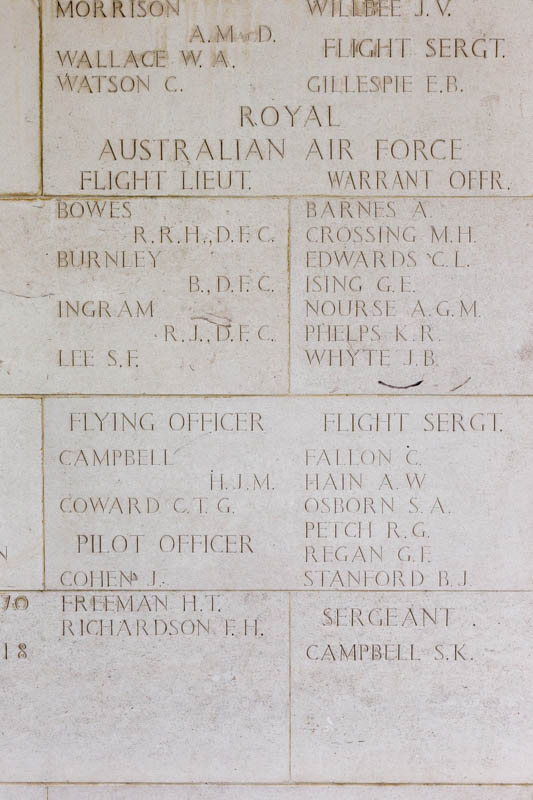 MORRISON
A. MacD.
WALLACE W. A.
WATSON C.
WILLBEE J. V.
FLIGHT SERGT.
GILLESPIE E.B.
ROYAL
AUSTRALIAN AIR FORCE
FLIGHT LIEUT.
BOWES
R. R. H., D. F. C.
BURNLEY
B., D. F. C.
INGRAM
R. J., D. F. C.
LEE S. F.
FLYING OFFICER
CAMPBELL
H. J. M.
COWARD C. T. G.
PILOT OFFICER
COHEN J.
FREEMAN H. T.
RICHARDSON F. H.
WARRANT OFFR.
BARNES A.
CROSSING M. H.
EDWARDS C. L.
ISING G. E.
NOURSE A. G. M.
PHELPS K. R.
WHYTE J. B.
FLIGHT SERGT.
FALLON C.
HAIN A. W
OSBORN S. A.
PETCH R. G.
REGAN G. F.
STANFORD B. J.
SERGEANT
CAMPBELL S. K.
N
18